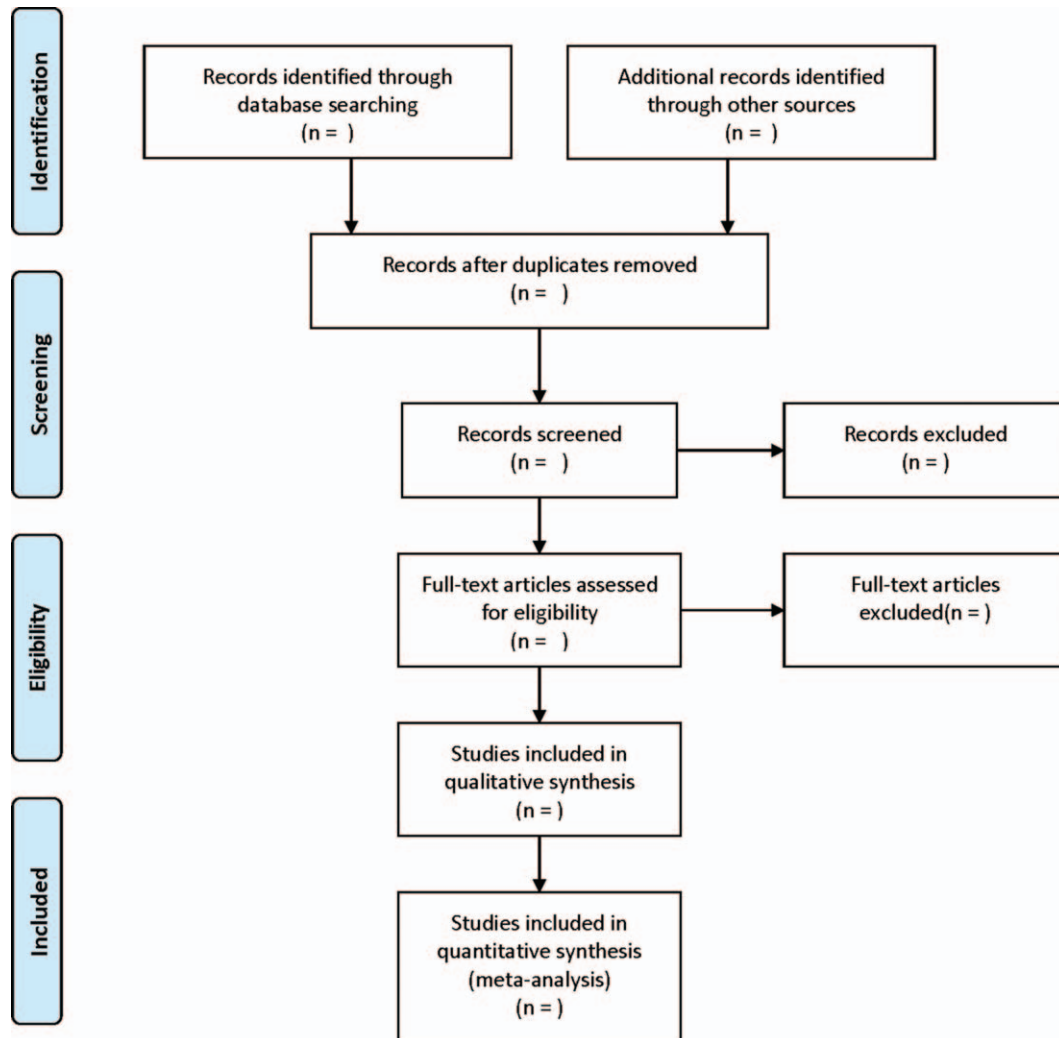 Identification
Records identified through
database searching
(n =  )
Additional records identified
through other sources
(n =  )
Records after duplicates removed
(n =  )
Screening
Records screened
(n =  )
Records excluded
(n = )
Eligibility
Full-text articles assessed
for eligibility
(n =  )
Full-text articles
excluded(n = )
Studies included in
qualitative synthesis
(n = )
Included
Studies included in
quantitative synthesis
(meta-analysis)
(n = )